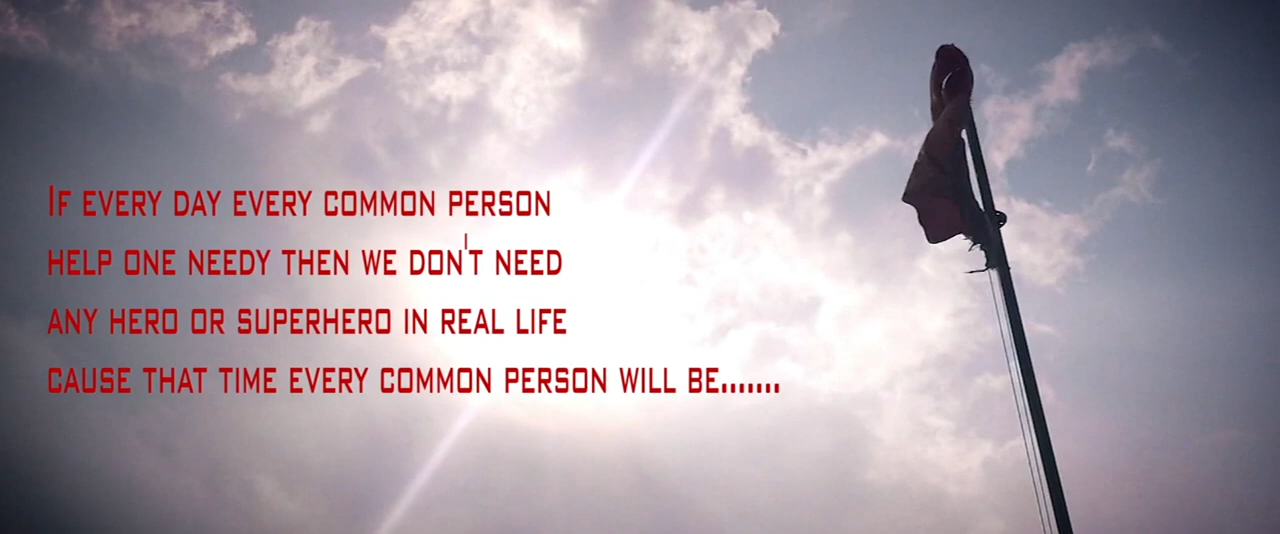 If every day every common person
help one needy then we don't need
any hero or superhero in real life
cause that time every common person will be.......